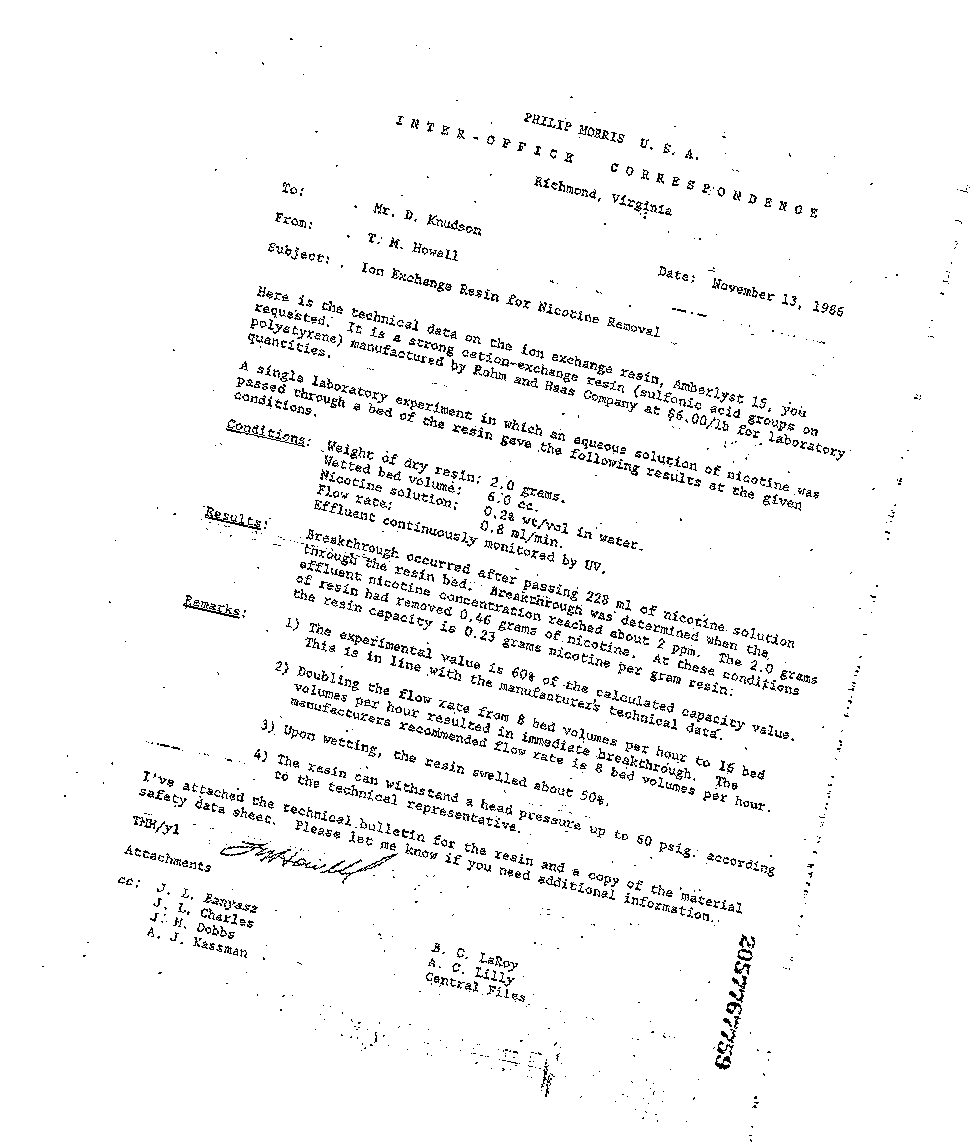 PHILIP MORRIS U. S. A.
INTER-OFFICE CORRESPONDENCE
Richmond, Virginia
To: Mr. D. Knudson
From: T. M. Howell
Date: November 13, 1986
Subject: Ion Exchange Resin for Nicotine Removal
Here is the technical data on the ion exchange resin, Amberlyst 15, you
requested. It is a strong cation-exchange resin (sulfonic acid groups on
polystyrene) manufactured by Rohm and Haas Company at $6.00/lb for laboratory
quantities.
A single laboratory experiment in which an aqueous solution of nicotine was
passed through a bed of the resin gave the following results at the given
conditions.
Conditions: Weight of dry resin: 2.0 grams.
Wetted bed volume: 6.0 cc.
Nicotine solution: 0.2% wt/vol in water.
Flow rate: 0.8 ml/min.
Effluent continuously monitored by UV.
Results: Breakthrough occurred after passing 228 ml of nicotine solution
through the resin bed. Breakthrough was determined when the
effluent nicotine concentration reached about 2 ppm. The 2.0 grams
of resin had removed 0.46 grams of nicotine. At these conditions
the resin capacity is 0.23 grams nicotine per gram resin.
Remarks: 1) The experimental value is 60% of the calculated capacity value.
This is in line with the manufanturer's technical data.
2) Doubling the flow rate from 8 bed volumes per hour to 16 bed
volumes per hour resulted in immediate breakthrough. The
manufacturers recommended flow rate is 8 bed volumes per hour.
3) Upon wetting, the resin swelled about 50%.
4) The resin can withstand a head pressure up to 60 psig. according
to the technical representative.
I've attached the technical bulletin for the resin and a copy of the material
safety data sheet. Please let me know if you need additional information.
TMH/yl
Attachments
cc: J. L. Banyasz
J. L. Charles
J. H. Dobbs
A. J. Kassman
B. C. LaRoy
A. C. Lilly
Central Files
2057767759